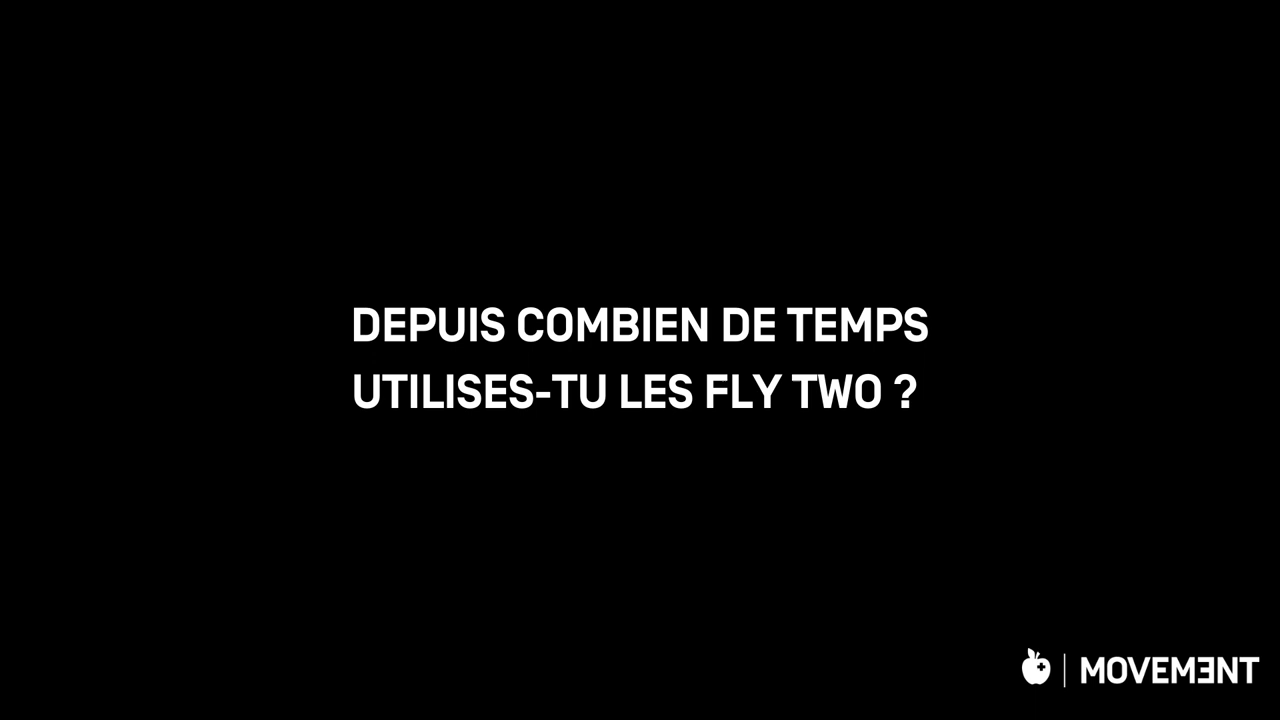 DEPUIS COMBIEN DE TEMPS
UTILISES-TU LES FLY TWO ?
MOVEMENT